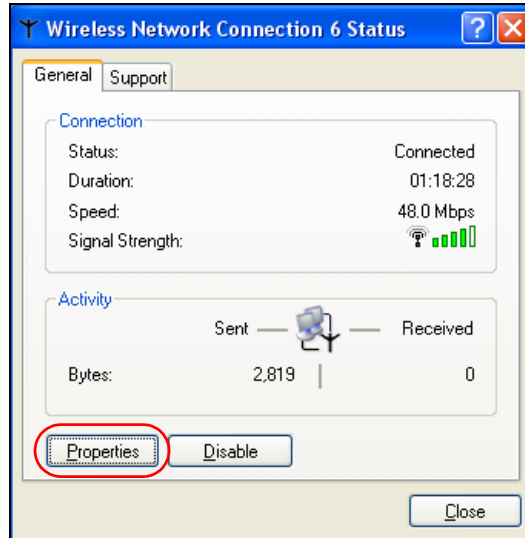 Wireless Network Connection 6 Status
General Support
Connection
Status: Connected
Duration: 01:18:28
Speed: 48.0 Mbps
Signal Strength:
Activity
Sent Received
Bytes: 2,819 0
Properties Disable
Close